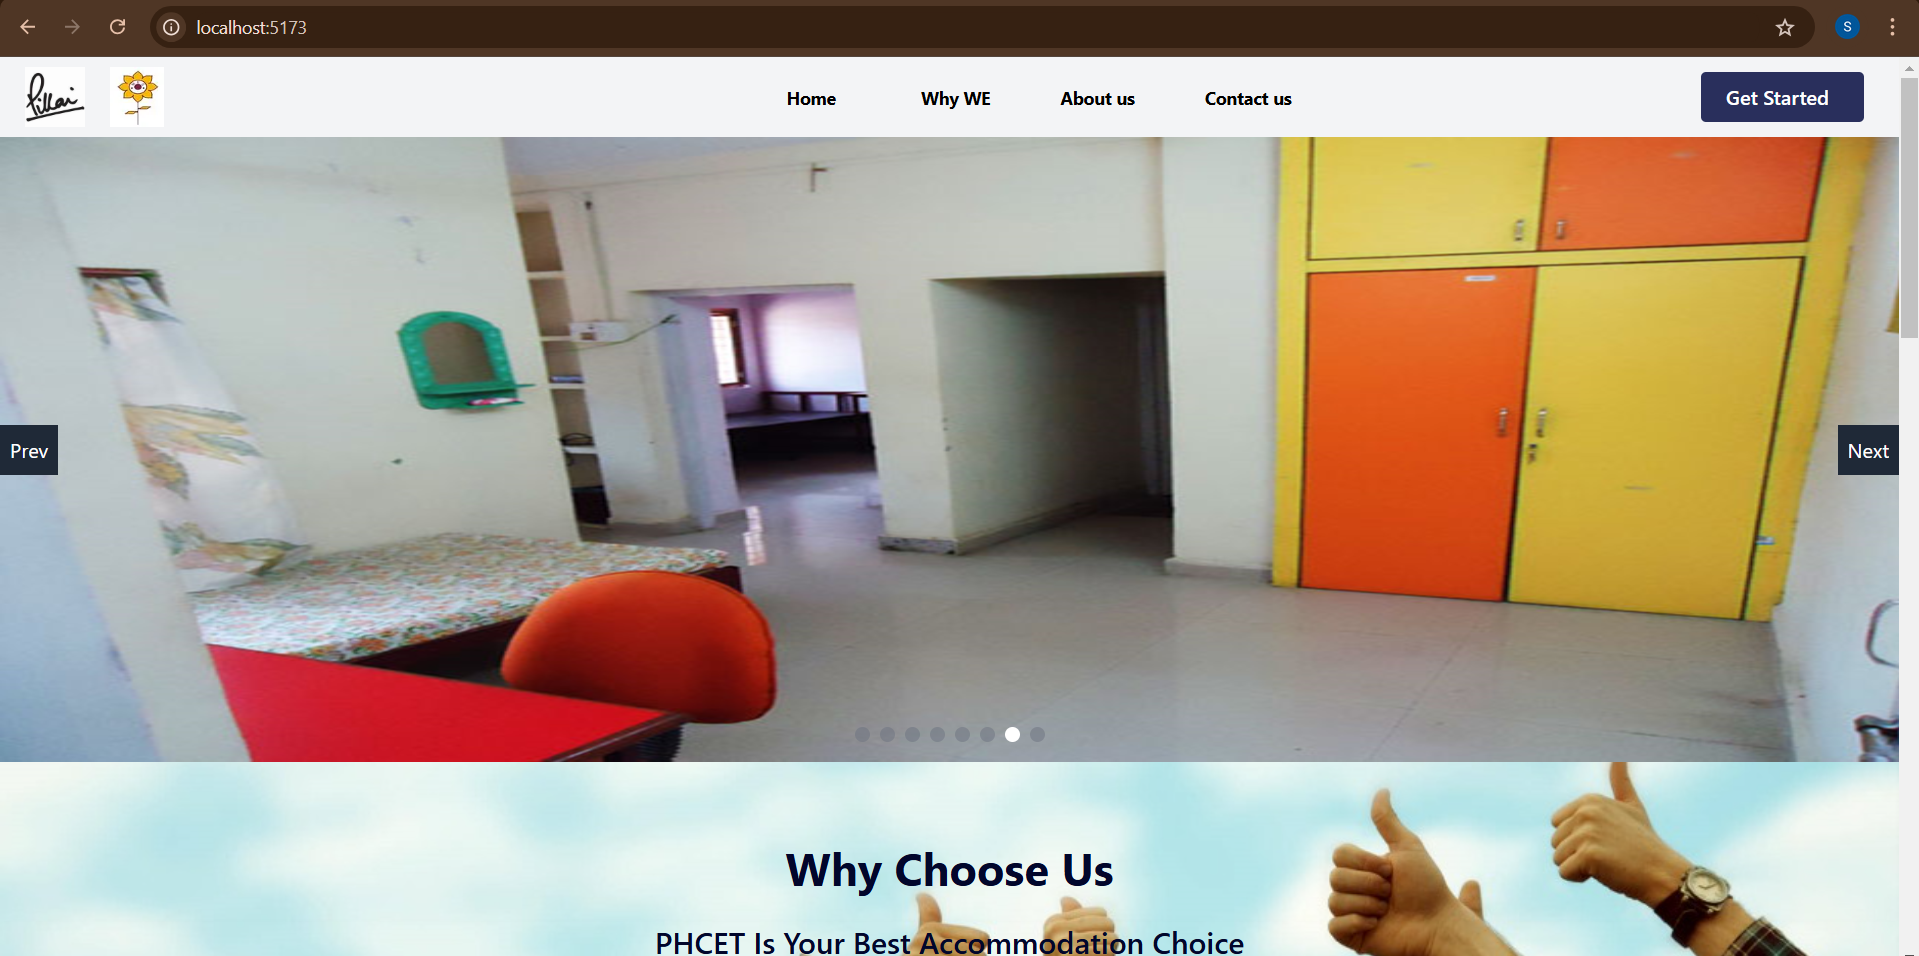 localhost:5173
S
Pillai
Home
Why WE
About us
Contact us
Get Started
Prev
Next
Why Choose Us
PHCET Is Your Best Accommodation Choice